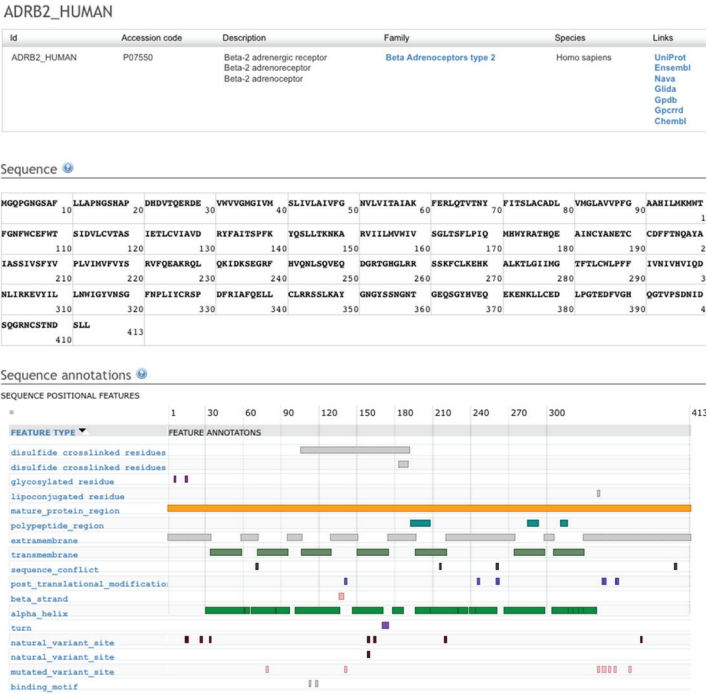 ADRB2_HUMAN
Id Accession code Description Family Species Links
ADRB2_HUMAN P07550 Beta-2 adrenergic receptor Beta Adrenoceptors type 2 Homo sapiens UniProt
Beta-2 adrenoreceptor Ensembl
Beta-2 adrenoceptor Nava
Glida
Gpdb
Gpcrrd
Chembl
Sequence
MGQPGNGSAF LLAPNGSHAP DHDVTQERDE VWVVGMGIVM SLIVLAIVFG NVLVITAIAK FERLQTVTNY FITSLACADL VMGLAVVPFG AAHILMKMWT
10 20 30 40 50 60 70 80 90 1
FGNFWCEFWT SIDVLCVTAS IETLCVIAVD RYFAITSPFK YQSLLTKNKA RVIILMVWIV SGLTSFLPIQ MHWYRATHQE AINCYANETC CDFFTNQAYA
110 120 130 140 150 160 170 180 190 2
IASSIVSFYV PLVIMVFVYS RVFQEAKRQL QKIDKSEGRF HVQNLSQVEQ DGRTGHGLRR SSKFCLKEHK ALKTLGIIMG TFTLCWLPFF IVNIVHVIQD
210 220 230 240 250 260 270 280 290 3
NLIRKEVYIL LNWIGYVNSG FNPLIYCRSP DFRIAFQELL CLRRSSLKAY GNGYSSNGNT GEQSGYHVEQ EKENKLLCED LPGTEDFVGH QGTVPSDNID
310 320 330 340 350 360 370 380 390 4
SQGRNCSTND SLL
410 413
Sequence annotations
SEQUENCE POSITIONAL FEATURES
1 30 60 90 120 150 180 210 240 270 300 413
FEATURE TYPE FEATURE ANNOTATONS
disulfide crosslinked residues
disulfide crosslinked residues
glycosylated residue
lipoconjugated residue
mature_protein_region
polypeptide_region
extramembrane
transmembrane
sequence_conflict
post_translational_modificatio
beta_strand
alpha_helix
turn
natural_variant_site
natural_variant_site
mutated_variant_site
binding_motif